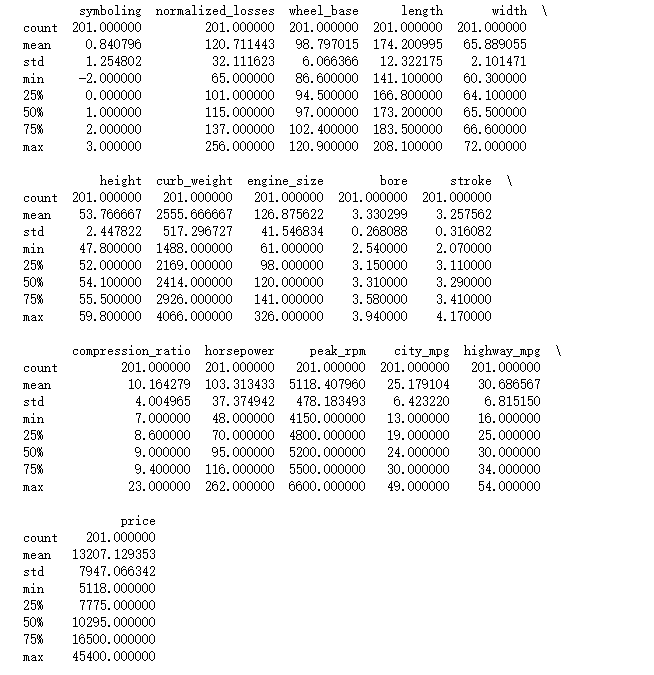 symboling normalized_losses wheel_base length width \
count 201.000000 201.000000 201.000000 201.000000 201.000000
mean 0.840796 120.711443 98.797015 174.200995 65.889055
std 1.254802 32.111623 6.066366 12.322175 2.101471
min -2.000000 65.000000 86.600000 141.100000 60.300000
25% 0.000000 101.000000 94.500000 166.800000 64.100000
50% 1.000000 115.000000 97.000000 173.200000 65.500000
75% 2.000000 137.000000 102.400000 183.500000 66.600000
max 3.000000 256.000000 120.900000 208.100000 72.000000
height curb_weight engine_size bore stroke \
count 201.000000 201.000000 201.000000 201.000000 201.000000
mean 53.766667 2555.666667 126.875622 3.330299 3.257562
std 2.447822 517.296727 41.546834 0.268088 0.316082
min 47.800000 1488.000000 61.000000 2.540000 2.070000
25% 52.000000 2169.000000 98.000000 3.150000 3.110000
50% 54.100000 2414.000000 120.000000 3.310000 3.290000
75% 55.500000 2926.000000 141.000000 3.580000 3.410000
max 59.800000 4066.000000 326.000000 3.940000 4.170000
compression_ratio horsepower peak_rpm city_mpg highway_mpg \
count 201.000000 201.000000 201.000000 201.000000 201.000000
mean 10.164279 103.313433 5118.407960 25.179104 30.686567
std 4.004965 37.374942 478.183493 6.423220 6.815150
min 7.000000 48.000000 4150.000000 13.000000 16.000000
25% 8.600000 70.000000 4800.000000 19.000000 25.000000
50% 9.000000 95.000000 5200.000000 24.000000 30.000000
75% 9.400000 116.000000 5500.000000 30.000000 34.000000
max 23.000000 262.000000 6600.000000 49.000000 54.000000
price
count 201.000000
mean 13207.129353
std 7947.066342
min 5118.000000
25% 7775.000000
50% 10295.000000
75% 16500.000000
max 45400.000000